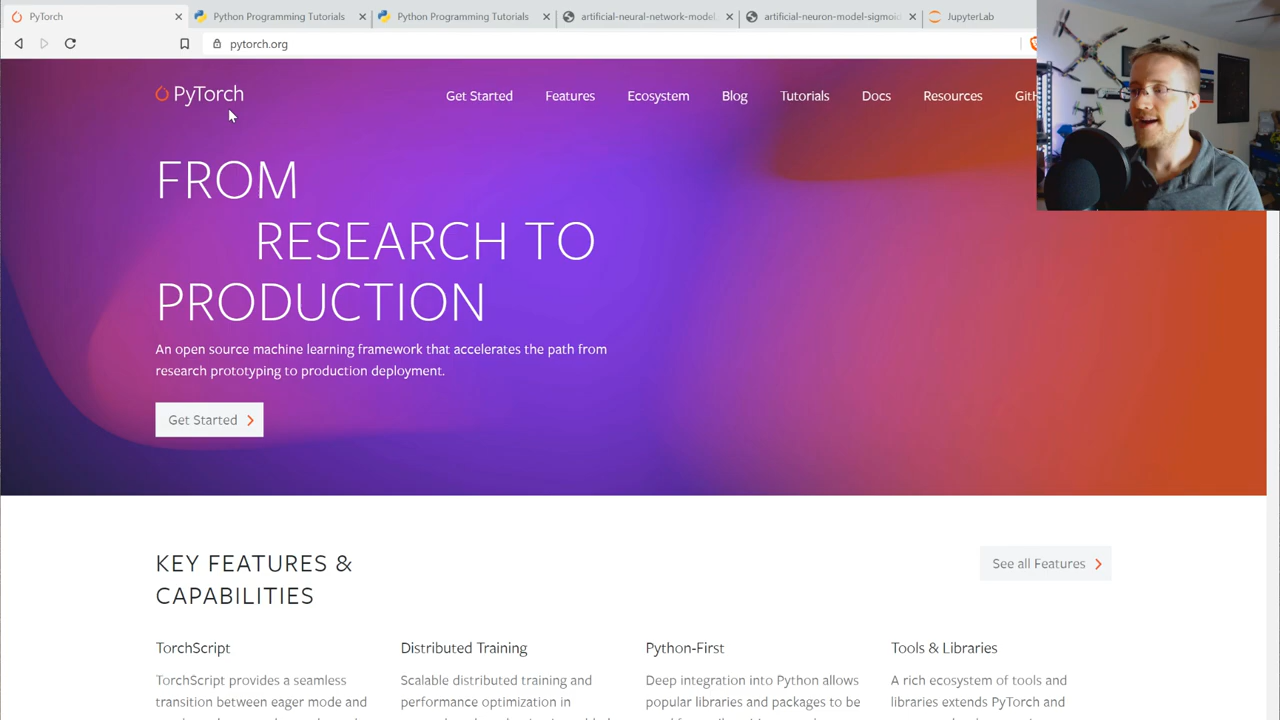 PyTorch
Python Programming Tutorials
Python Programming Tutorials
artificial-neural-network-model.
artificial-neuron-model-sigmoid
JupyterLab
pytorch.org
PyTorch
Get Started
Features
Ecosystem
Blog
Tutorials
Docs
Resources
GitH
FROM
RESEARCH TO
PRODUCTION
An open source machine learning framework that accelerates the path from
research prototyping to production deployment.
Get Started
KEY FEATURES &
CAPABILITIES
See all Features
TorchScript
Distributed Training
Python-First
Tools & Libraries
TorchScript provides a seamless
transition between eager mode and
Scalable distributed training and
performance optimization in
Deep integration into Python allows
popular libraries and packages to be
A rich ecosystem of tools and
libraries extends PyTorch and